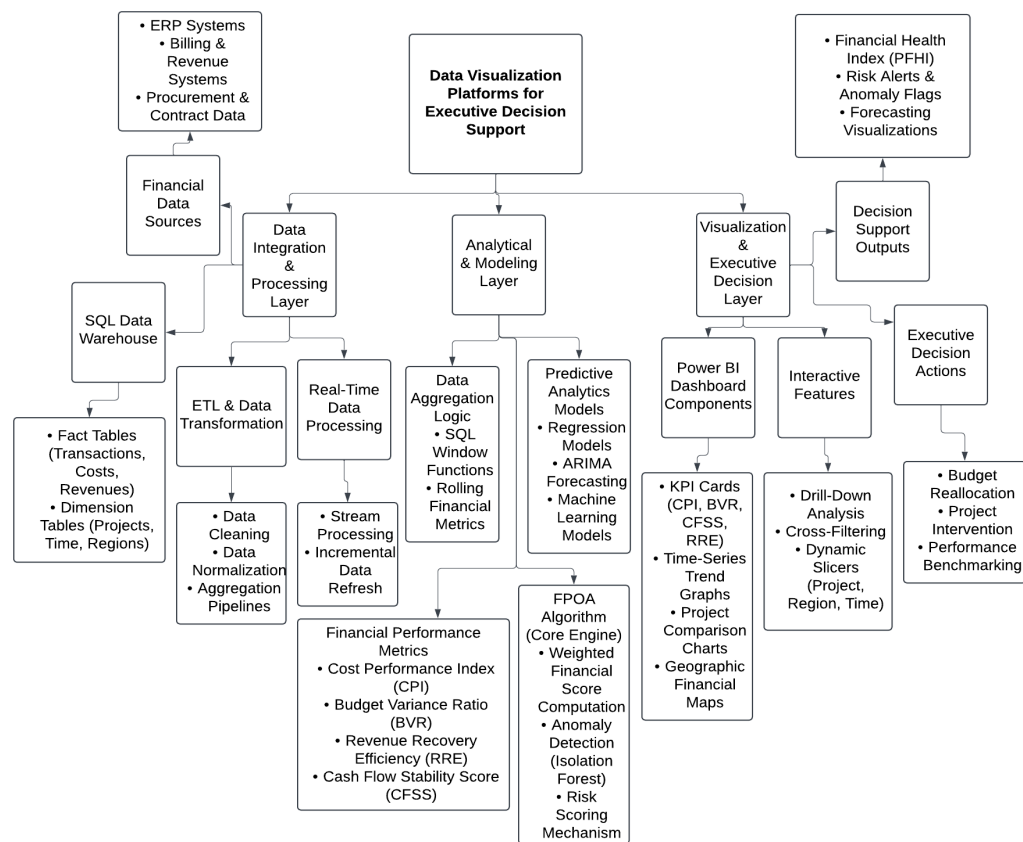 • ERP Systems
• Billing &
Revenue
Systems
• Procurement &
Contract Data
Data Visualization
Platforms for
Executive Decision
Support
• Financial Health
Index (PFHI)
• Risk Alerts &
Anomaly Flags
• Forecasting
Visualizations
Financial
Data
Sources
Data
Integration
&
Processing
Layer
Analytical
& Modeling
Layer
Visualization
&
Executive
Decision
Layer
Decision
Support
Outputs
SQL Data
Warehouse
Executive
Decision
Actions
ETL & Data
Transformation
Real-Time
Data
Processing
Data
Aggregation
Logic
• SQL
Window
Functions
• Rolling
Financial
Metrics
Predictive
Analytics
Models
• Regression
Models
• ARIMA
Forecasting
• Machine
Learning
Models
Power BI
Dashboard
Components
Interactive
Features
• Fact Tables
(Transactions,
Costs,
Revenues)
• Dimension
Tables (Projects,
Time, Regions)
• Data
Cleaning
• Data
Normalization
• Aggregation
Pipelines
• Stream
Processing
• Incremental
Data
Refresh
• KPI Cards
(CPI, BVR,
CFSS,
RRE)
• Time-Series
Trend
Graphs
• Project
Comparison
Charts
• Geographic
Financial
Maps
• Drill-Down
Analysis
• Cross-Filtering
• Dynamic
Slicers
(Project,
Region, Time)
• Budget
Reallocation
• Project
Intervention
• Performance
Benchmarking
Financial Performance
Metrics
• Cost Performance Index
(CPI)
• Budget Variance Ratio
(BVR)
• Revenue Recovery
Efficiency (RRE)
• Cash Flow Stability Score
(CFSS)
FPOA
Algorithm
(Core Engine)
• Weighted
Financial
Score
Computation
• Anomaly
Detection
(Isolation
Forest)
• Risk
Scoring
Mechanism